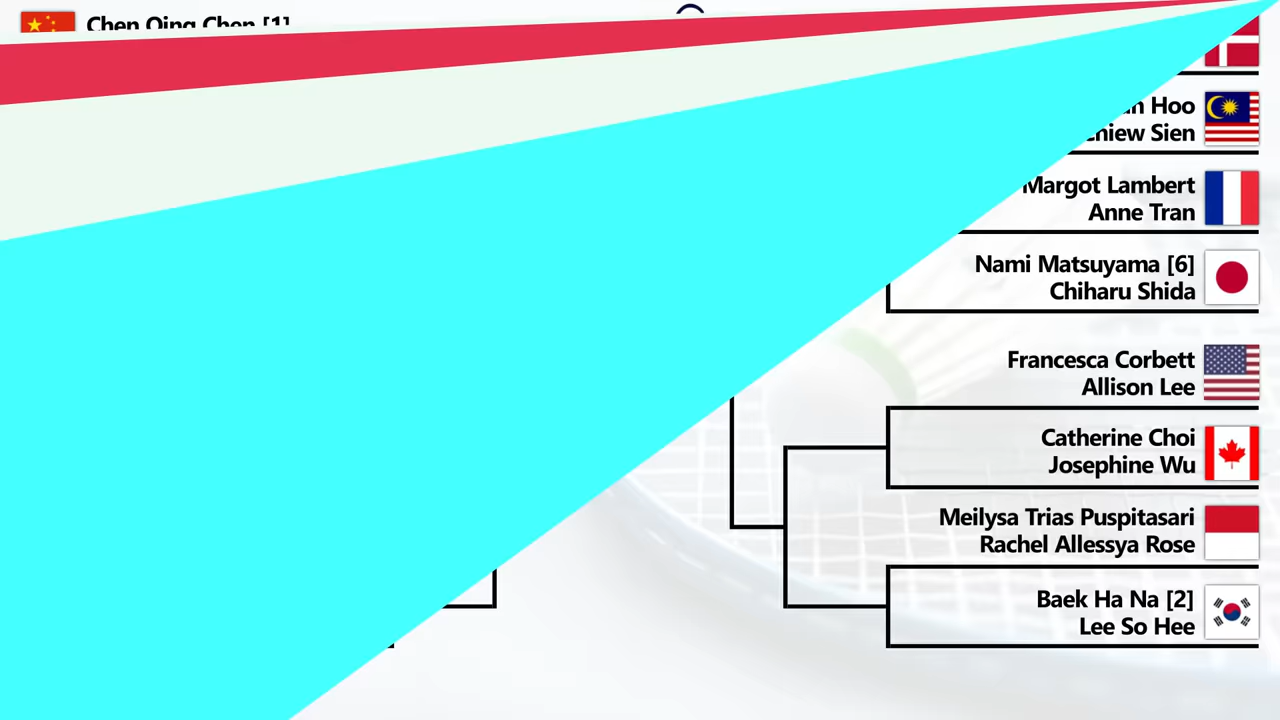 Chen Qing Chen [1]
Hoo
Sien
Margot Lambert
Anne Tran
Nami Matsuyama [6]
Chiharu Shida
Francesca Corbett
Allison Lee
Catherine Choi
Josephine Wu
Meilysa Trias Puspitasari
Rachel Allessya Rose
Baek Ha Na [2]
Lee So Hee